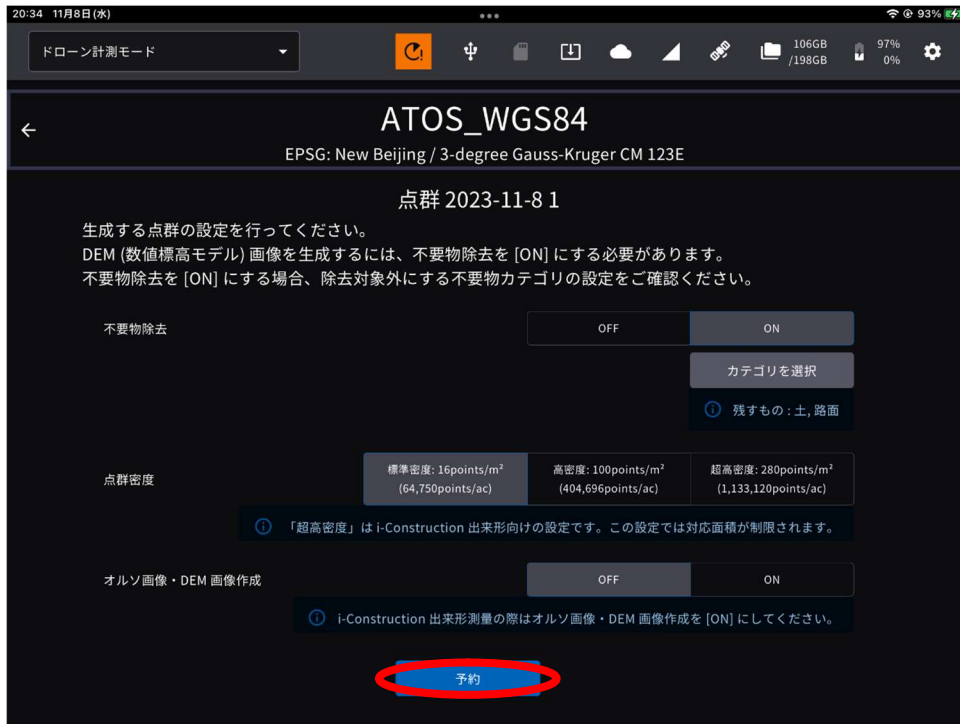 20:34 11月8日(水)
93%
ドローン計測モード
106GB
/198GB
97%
0%
ATOS_WGS84
EPSG: New Beijing / 3-degree Gauss-Kruger CM 123E
点群 2023-11-8 1
生成する点群の設定を行ってください。
DEM (数値標高モデル) 画像を生成するには、不要物除去を [ON] にする必要があります。
不要物除去を [ON] にする場合、除去対象外にする不要物カテゴリの設定をご確認ください。
不要物除去
OFF
ON
カテゴリを選択
残すもの : 土, 路面
点群密度
標準密度: 16points/m²
(64,750points/ac)
高密度: 100points/m²
(404,696points/ac)
超高密度: 280points/m²
(1,133,120points/ac)
「超高密度」は i-Construction 出来形向けの設定です。この設定では対応面積が制限されます。
オルソ画像・DEM 画像作成
OFF
ON
i-Construction 出来形測量の際はオルソ画像・DEM 画像作成を [ON] にしてください。
予約